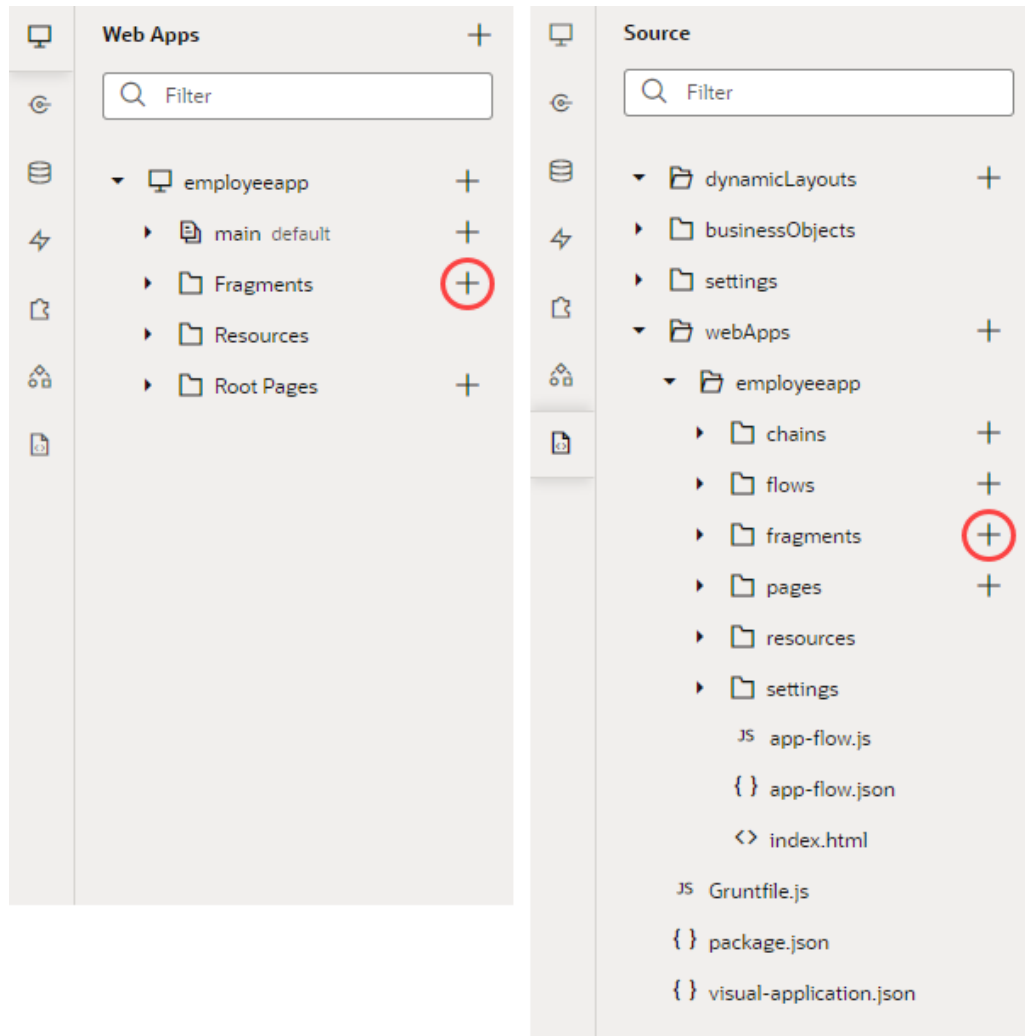 Web Apps
Filter
employeeapp
main default
Fragments
Resources
Root Pages
Source
Filter
dynamicLayouts
businessObjects
settings
webApps
employeeapp
chains
flows
fragments
pages
resources
settings
JS app-flow.js
{ } app-flow.json
<> index.html
JS Gruntfile.js
{ } package.json
{ } visual-application.json